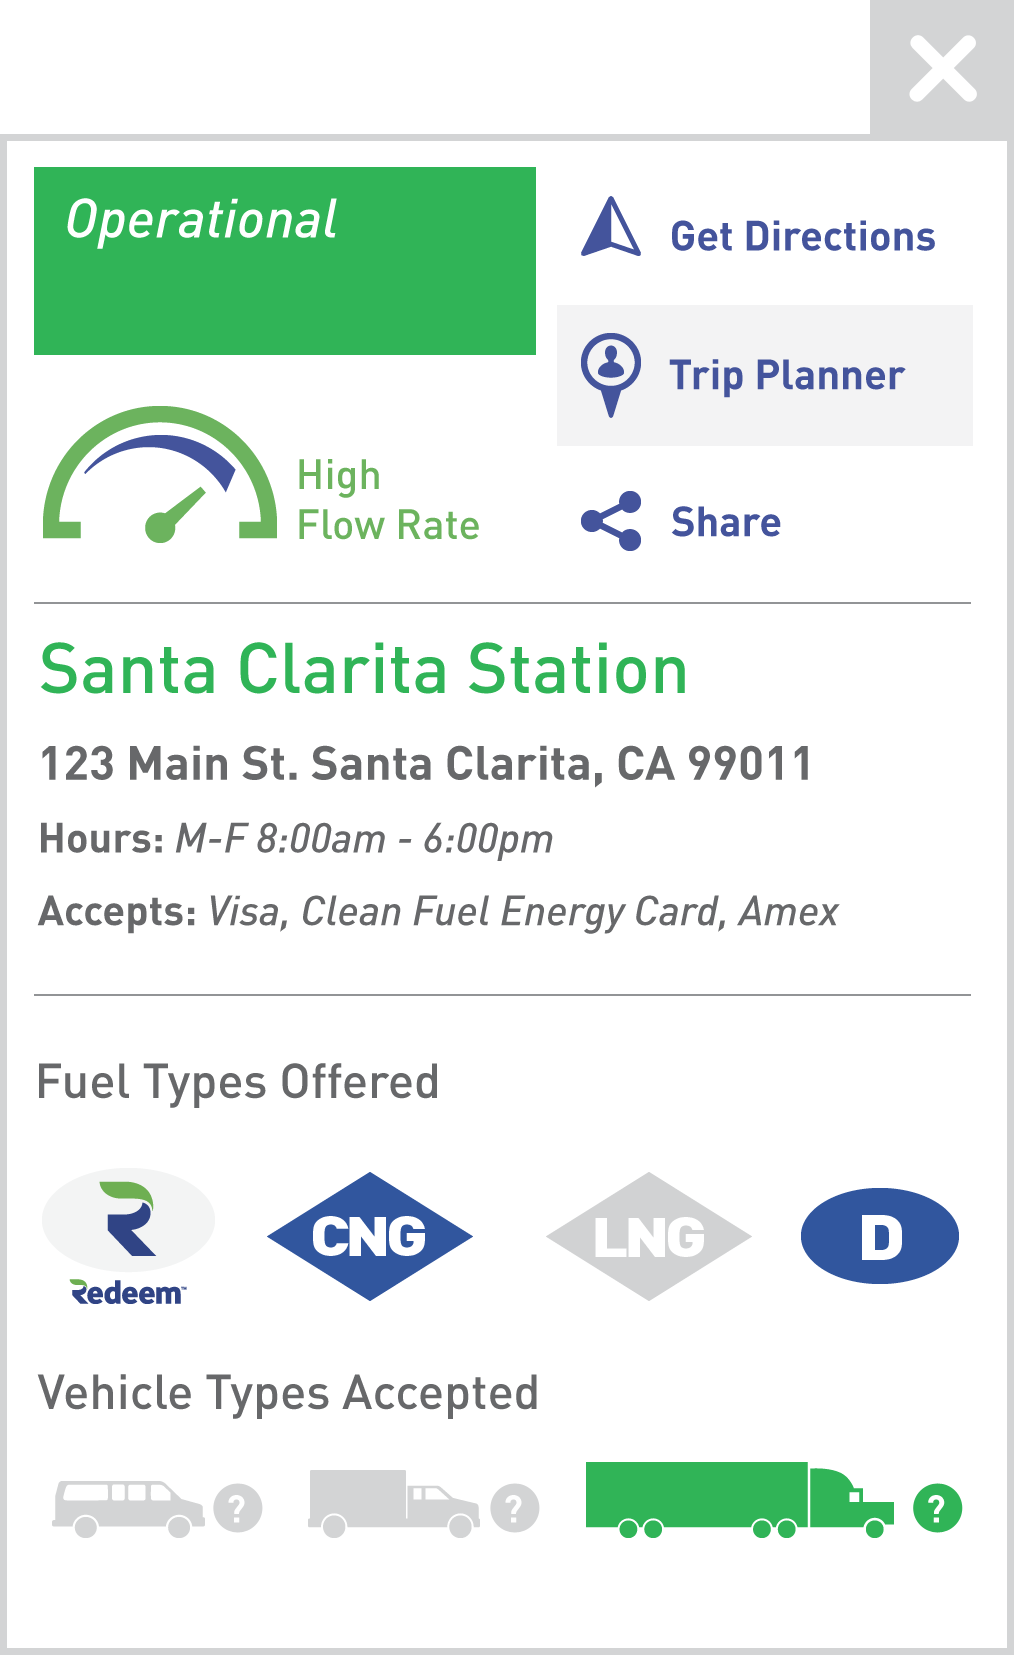 Operational
Get Directions
Trip Planner
High
Flow Rate
Share
Santa Clarita Station
123 Main St. Santa Clarita, CA 99011
Hours: M-F 8:00am - 6:00pm
Accepts: Visa, Clean Fuel Energy Card, Amex
Fuel Types Offered
R
Redeem™
CNG
LNG
D
Vehicle Types Accepted
?
?
?